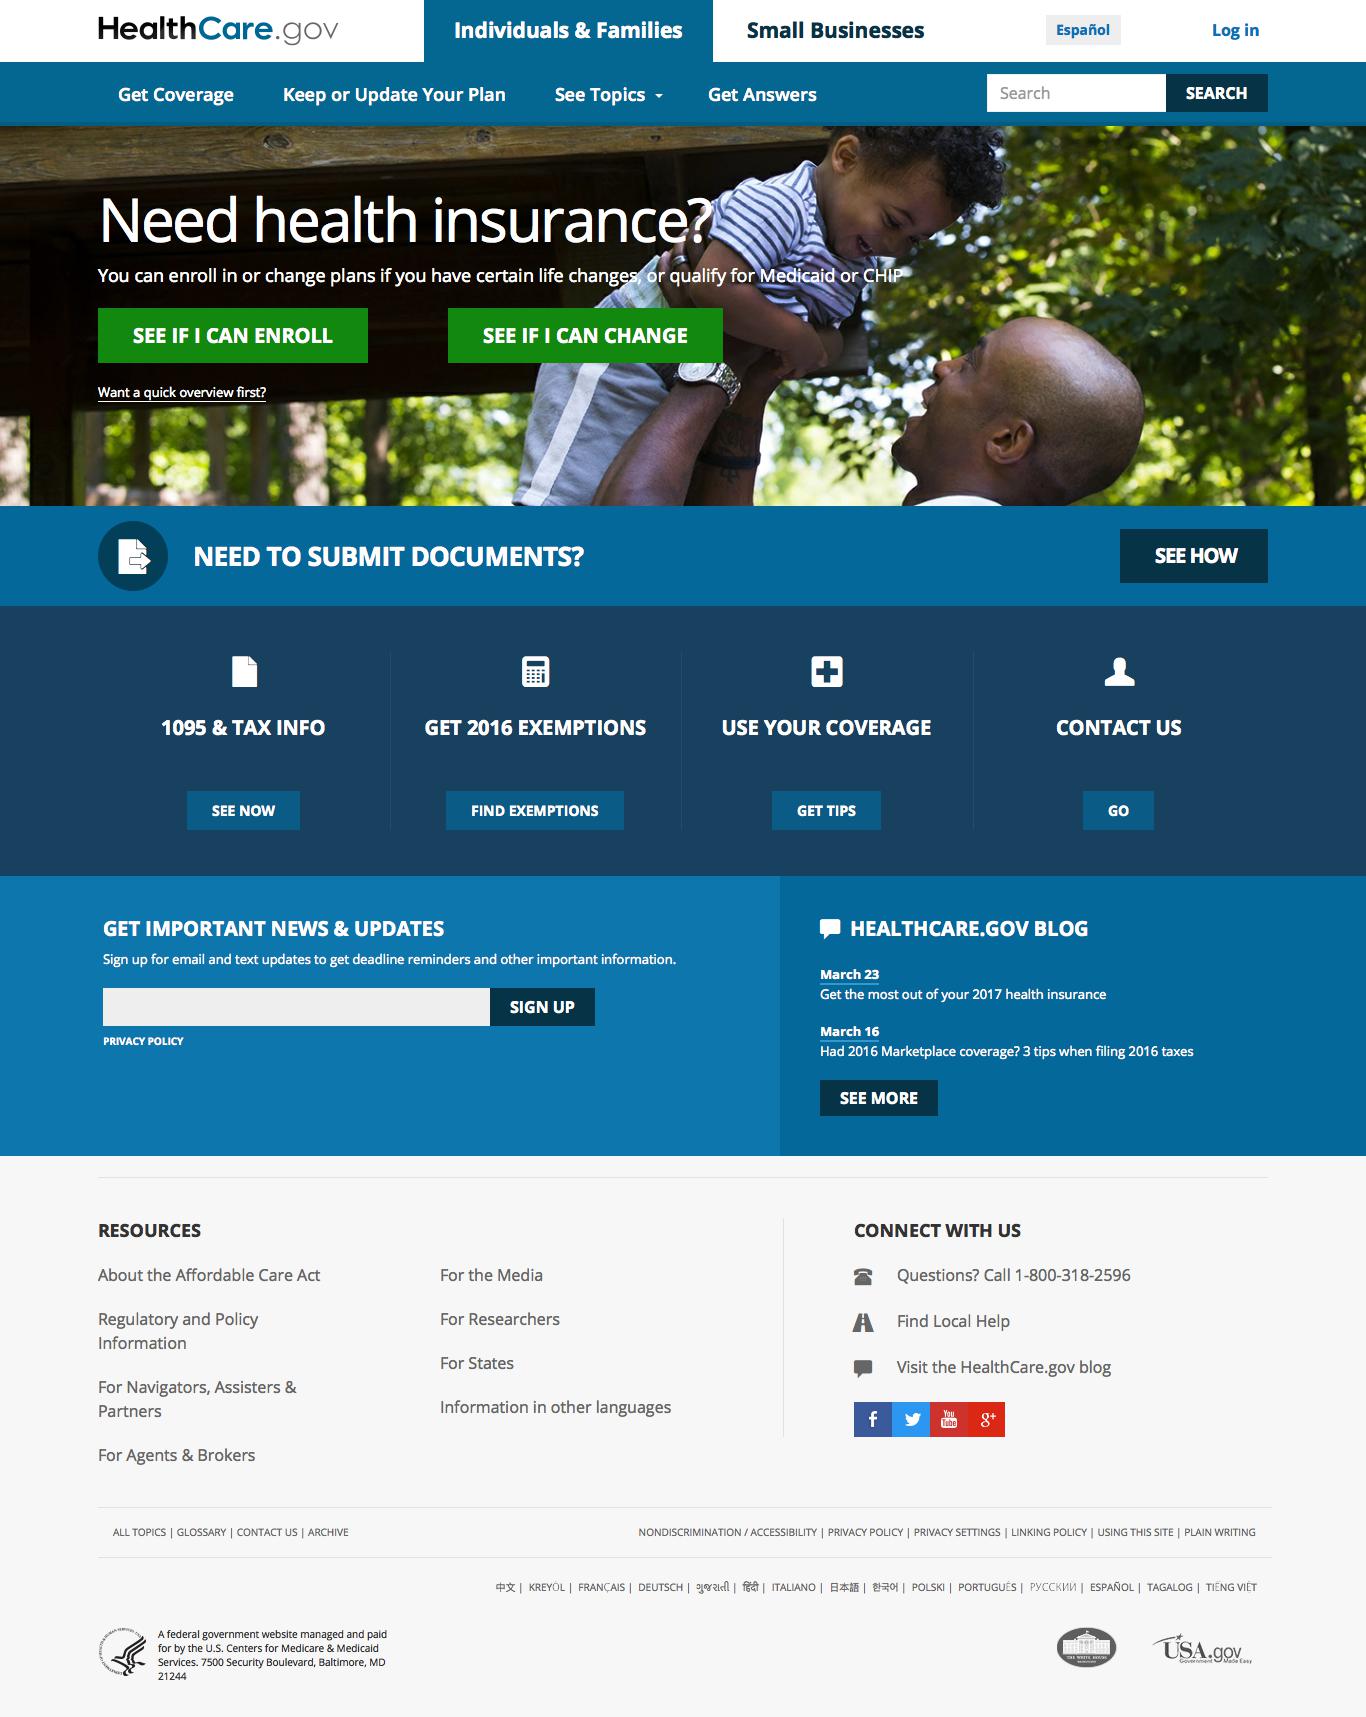 HealthCare.gov
Individuals & Families
Small Businesses
Español
Log in
Get Coverage
Keep or Update Your Plan
See Topics
Get Answers
Search
SEARCH
Need health insurance?
You can enroll in or change plans if you have certain life changes, or qualify for Medicaid or CHIP
SEE IF I CAN ENROLL
SEE IF I CAN CHANGE
Want a quick overview first?
NEED TO SUBMIT DOCUMENTS?
SEE HOW
1095 & TAX INFO
SEE NOW
GET 2016 EXEMPTIONS
FIND EXEMPTIONS
USE YOUR COVERAGE
GET TIPS
CONTACT US
GO
GET IMPORTANT NEWS & UPDATES
Sign up for email and text updates to get deadline reminders and other important information.
SIGN UP
PRIVACY POLICY
HEALTHCARE.GOV BLOG
March 23
Get the most out of your 2017 health insurance
March 16
Had 2016 Marketplace coverage? 3 tips when filing 2016 taxes
SEE MORE
RESOURCES
About the Affordable Care Act
Regulatory and Policy
Information
For Navigators, Assisters &
Partners
For Agents & Brokers
For the Media
For Researchers
For States
Information in other languages
CONNECT WITH US
Questions? Call 1-800-318-2596
Find Local Help
Visit the HealthCare.gov blog
f
You Tube
g+
ALL TOPICS | GLOSSARY | CONTACT US | ARCHIVE
NONDISCRIMINATION / ACCESSIBILITY | PRIVACY POLICY | PRIVACY SETTINGS | LINKING POLICY | USING THIS SITE | PLAIN WRITING
中文 | KREYÒL | FRANÇAIS | DEUTSCH | ગુજરાતી | हिंदी | ITALIANO | 日本語 | 한국어 | POLSKI | PORTUGUÊS | РУССКИЙ | ESPAÑOL | TAGALOG | TIẾNG VIỆT
A federal government website managed and paid
for by the U.S. Centers for Medicare & Medicaid
Services. 7500 Security Boulevard, Baltimore, MD
21244
THE WHITE HOUSE
USA.gov
Government Made Easy